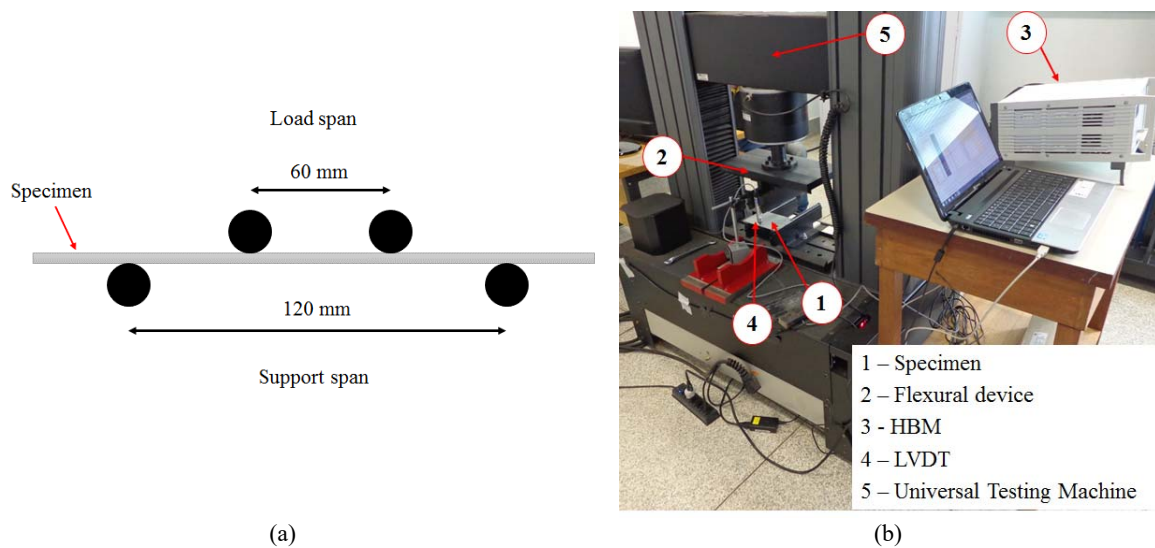 Load span
60 mm
Specimen
120 mm
Support span
(a)
5
3
2
4
1
1 – Specimen
2 – Flexural device
3 - HBM
4 – LVDT
5 – Universal Testing Machine
(b)